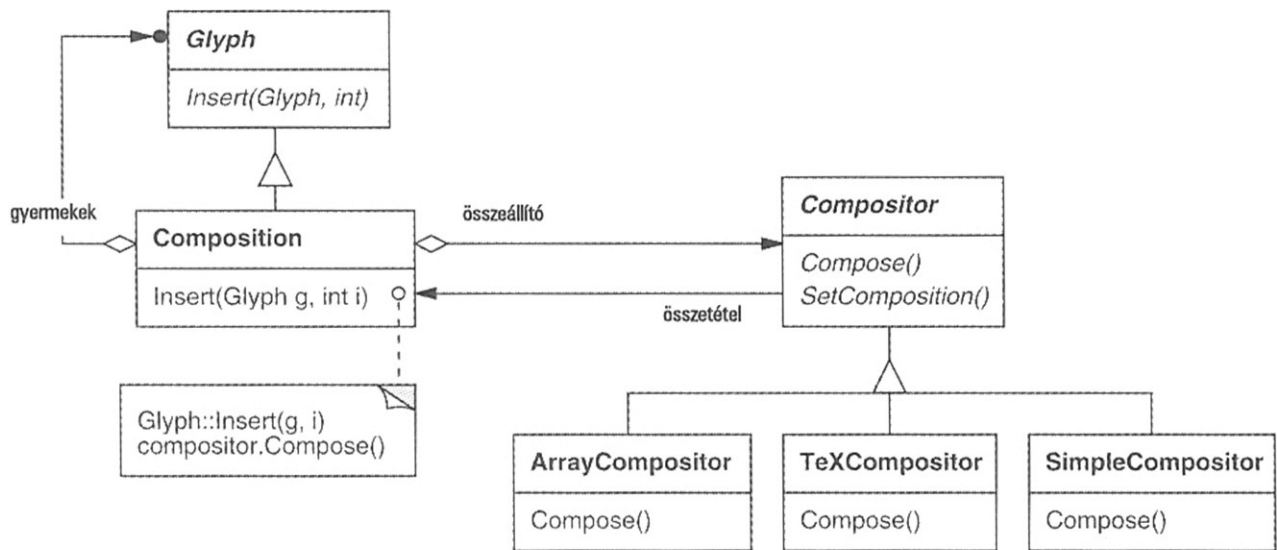 Glyph
Insert(Glyph, int)
gyermekek
Composition
Insert(Glyph g, int i)
összeállító
összetétel
Compositor
Compose()
SetComposition()
Glyph::Insert(g, i)
compositor.Compose()
ArrayCompositor
Compose()
TeXCompositor
Compose()
SimpleCompositor
Compose()